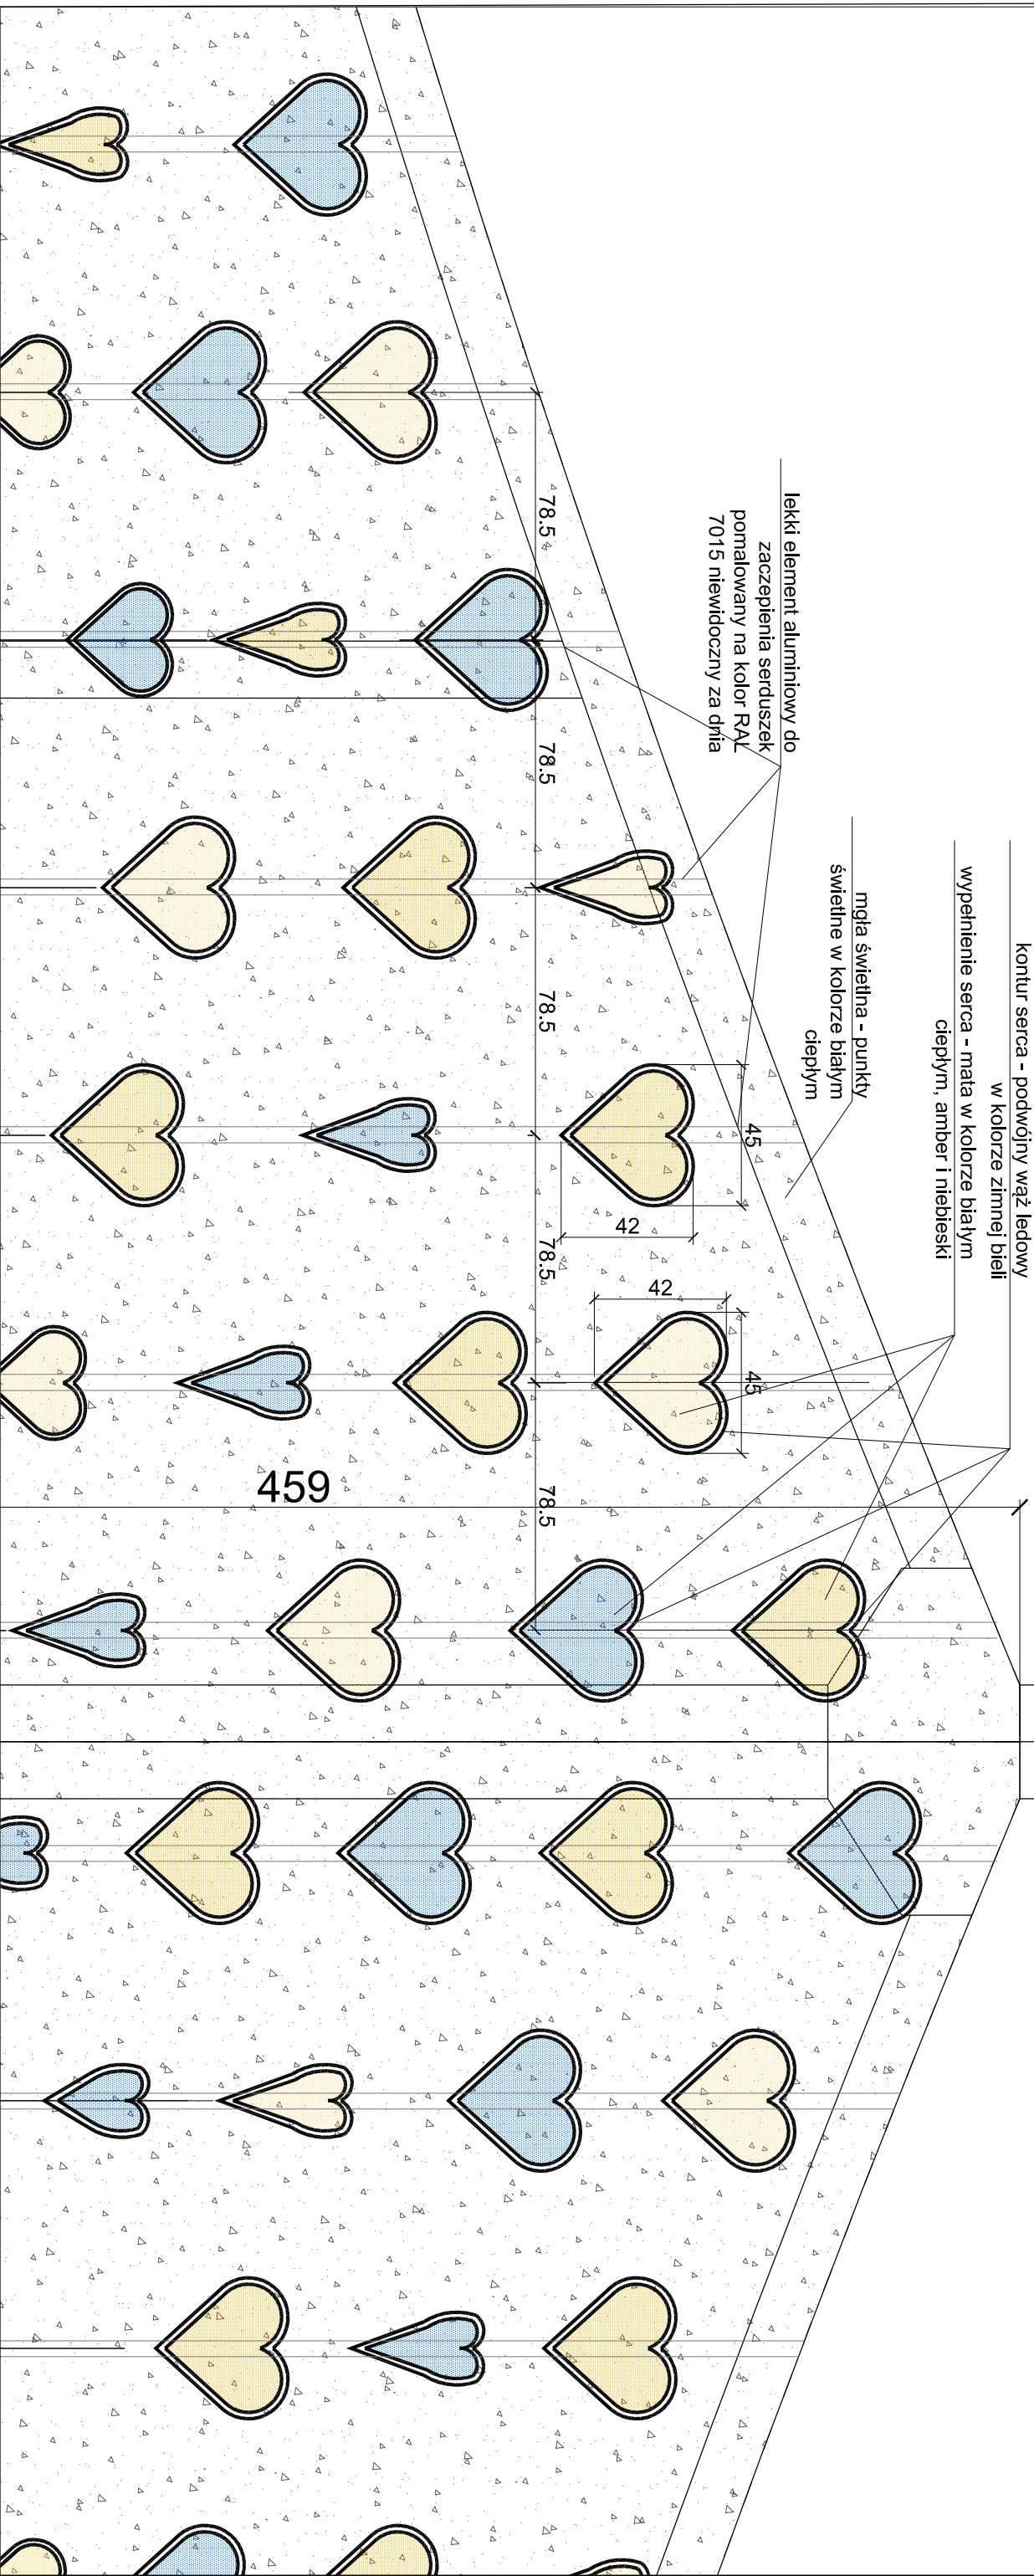 kontur serca - podwójny wąż ledowy
w kolorze zimnej bieli
wypełnienie serca - mata w kolorze białym
ciepłym, amber i niebieski
mgła świetlna - punkty
świetlne w kolorze białym
ciepłym
lekki element aluminiowy do
zaczepienia serduszek
pomalowany na kolor RAL
7015 niewidoczny za dnia
78.5
78.5
78.5
78.5
78.5
45
42
42
45
459